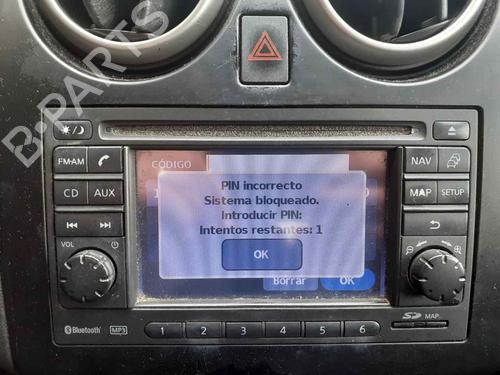 B-PARTS
FM·AM
CD
AUX
VOL
NAV
MAP
SETUP
CÓDIGO
PIN incorrecto
Sistema bloqueado.
Introducir PIN:
Intentos restantes: 1
OK
Borrar
OK
Bluetooth
MP3
1 2 3 4 5 6
SD
MAP